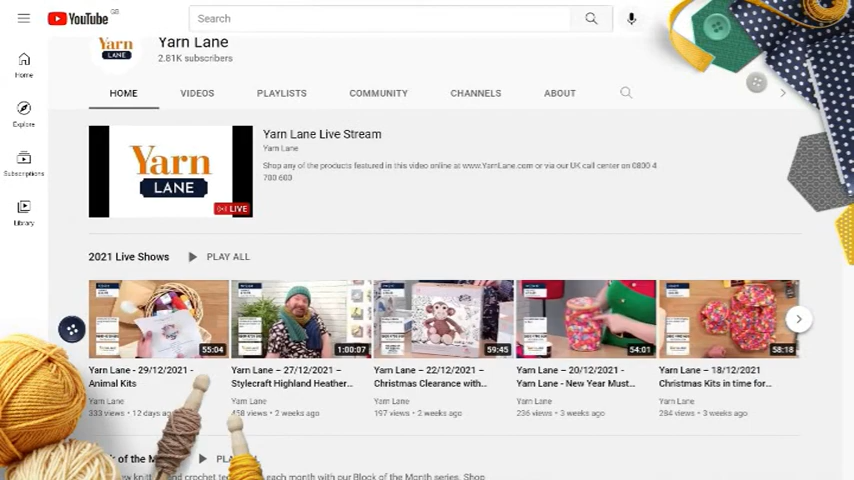 YouTube GB
Search
Yarn
LANE
Yarn Lane
2.81K subscribers
Home
Explore
Subscriptions
Library
HOME
VIDEOS
PLAYLISTS
COMMUNITY
CHANNELS
ABOUT
Yarn
LANE
LIVE
Yarn Lane Live Stream
Yarn Lane
Shop any of the products featured in this video online at www.YarnLane.com or via our UK call center on 0800 4
700 600
2021 Live Shows
PLAY ALL
55:04
1:00:07
59:45
54:01
58:18
Yarn Lane - 29/12/2021 -
Animal Kits
Yarn Lane
333 views • 12 days
Yarn Lane – 27/12/2021 –
Stylecraft Highland Heather...
Yarn Lane
views • 2 weeks ago
Yarn Lane – 22/12/2021 –
Christmas Clearance with...
Yarn Lane
197 views • 2 weeks ago
Yarn Lane – 20/12/2021 -
Yarn Lane - New Year Must...
Yarn Lane
236 views • 3 weeks ago
Yarn Lane – 18/12/2021
Christmas Kits in time for...
Yarn Lane
284 views • 3 weeks ago
of the
each month with our Block of the Month series. Shop